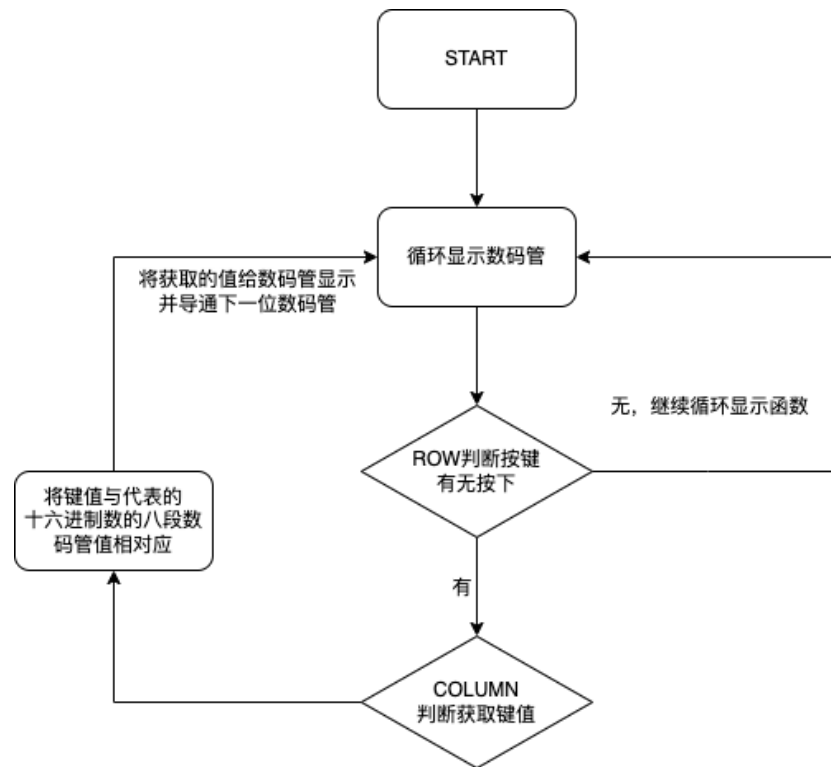 START
循环显示数码管
将获取的值给数码管显示
并导通下一位数码管
无，继续循环显示函数
ROW判断按键
有无按下
将键值与代表的
十六进制数的八段数
码管值相对应
有
COLUMN
判断获取键值